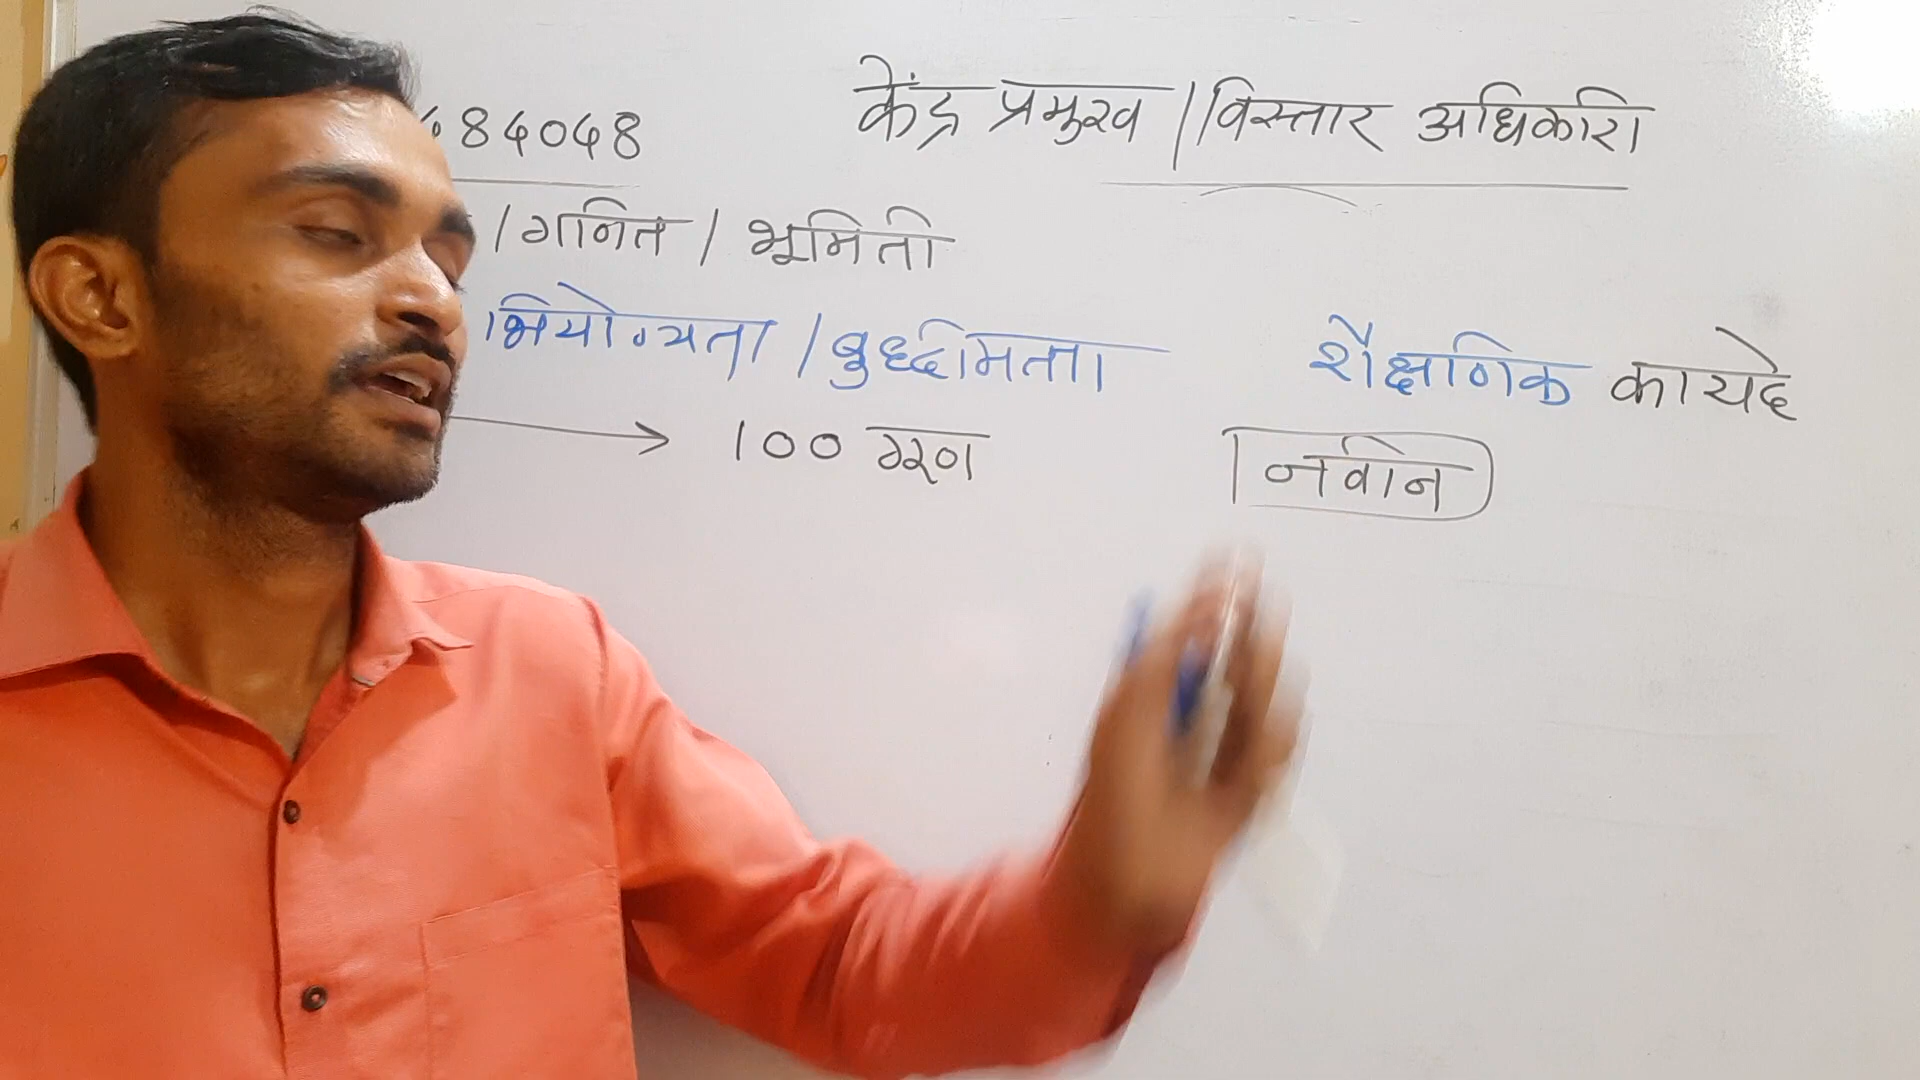 केंद्र प्रमुख / विस्तार अधिकारी
84048
/ गनित / भूमिती
भियोग्यता / बुद्धीमत्ता
शैक्षणिक कायदे
→ 100 गुण
नवीन